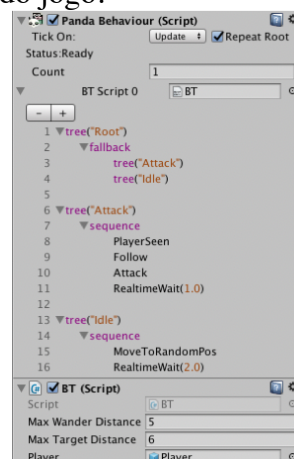 do jogo.
Panda Behaviour (Script)
Tick On: Update Repeat Root
Status:Ready
Count 1
BT Script 0 BT
- +
1 tree("Root")
2 fallback
3 tree("Attack")
4 tree("Idle")
5
6 tree("Attack")
7 sequence
8 PlayerSeen
9 Follow
10 Attack
11 RealtimeWait(1.0)
12
13 tree("Idle")
14 sequence
15 MoveToRandomPos
16 RealtimeWait(2.0)
BT (Script)
Script BT
Max Wander Distance 5
Max Target Distance 6
Player Player